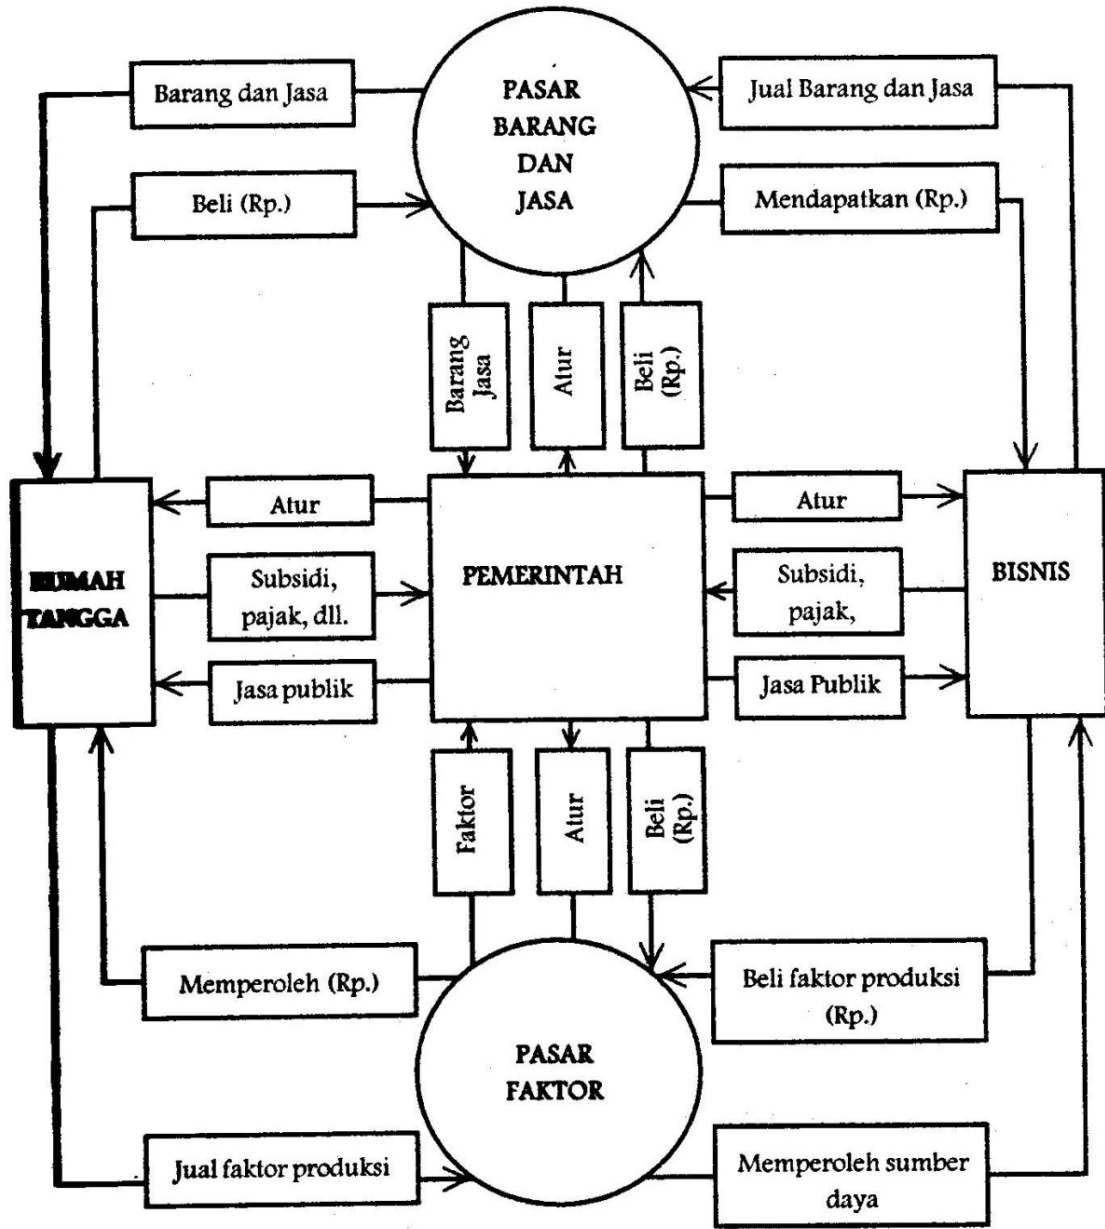 Barang dan Jasa
PASAR
BARANG
DAN
JASA
Jual Barang dan Jasa
Beli (Rp.)
Mendapatkan (Rp.)
Barang
Jasa
Atur
Beli
(Rp.)
Atur
Atur
RUMAH
TANGGA
Subsidi,
pajak, dll.
PEMERINTAH
Subsidi,
pajak,
BISNIS
Jasa publik
Jasa Publik
Faktor
Atur
Beli
(Rp.)
Memperoleh (Rp.)
Beli faktor produksi
(Rp.)
PASAR
FAKTOR
Jual faktor produksi
Memperoleh sumber
daya